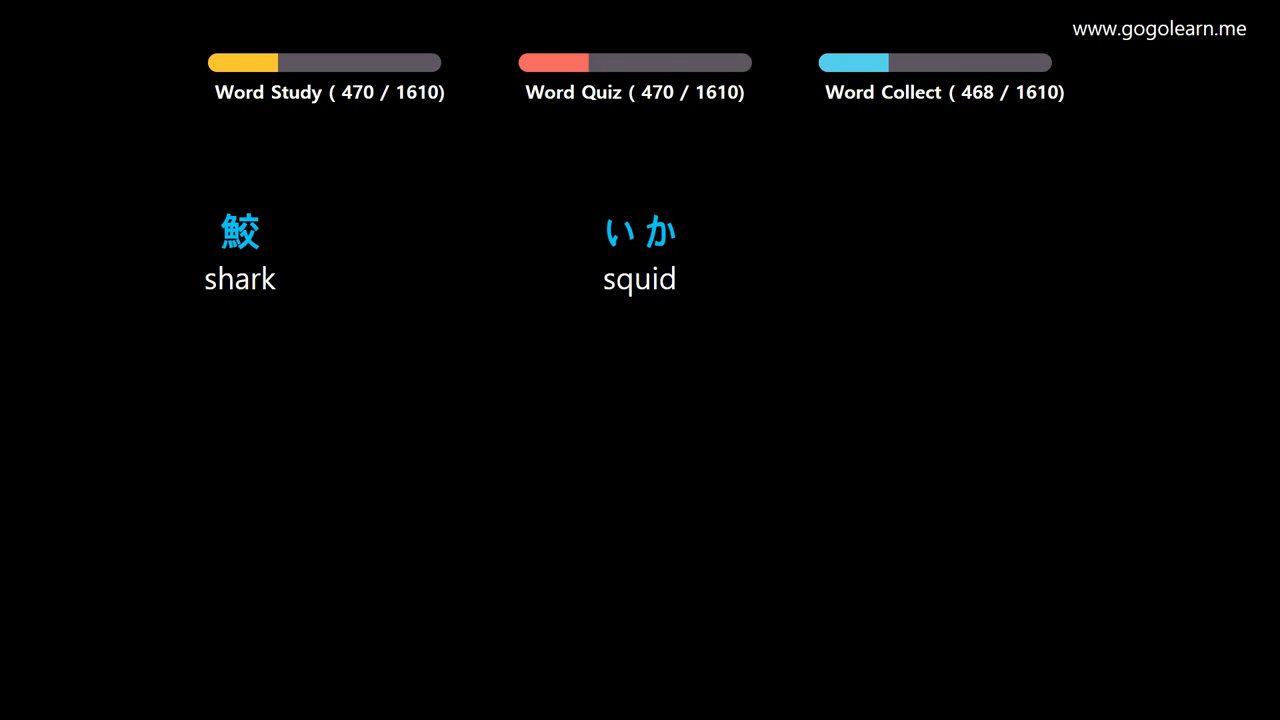 www.gogolearn.me
Word Study ( 470 / 1610)
Word Quiz ( 470 / 1610)
Word Collect ( 468 / 1610)
鮫
shark
いか
squid